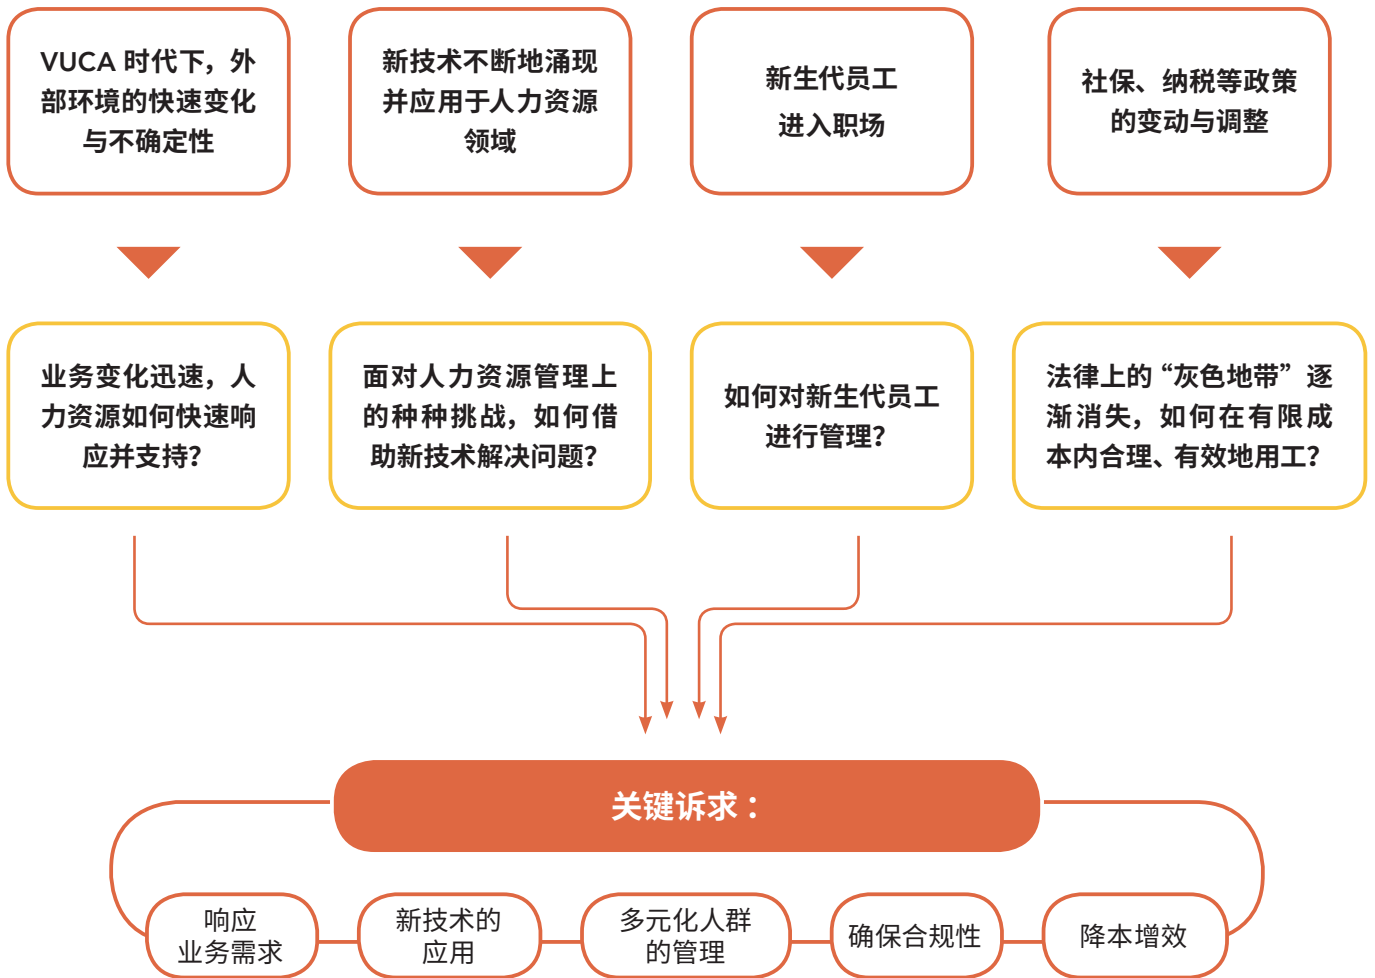 VUCA 时代下，外
部环境的快速变化
与不确定性
新技术不断地涌现
并应用于人力资源
领域
新生代员工
进入职场
社保、纳税等政策
的变动与调整
业务变化迅速，人
力资源如何快速响
应并支持？
面对人力资源管理上
的种种挑战，如何借
助新技术解决问题？
如何对新生代员工
进行管理？
法律上的“灰色地带”逐
渐消失，如何在有限成
本内合理、有效地用工？
关键诉求：
响应
业务需求
新技术的
应用
多元化人群
的管理
确保合规性
降本增效